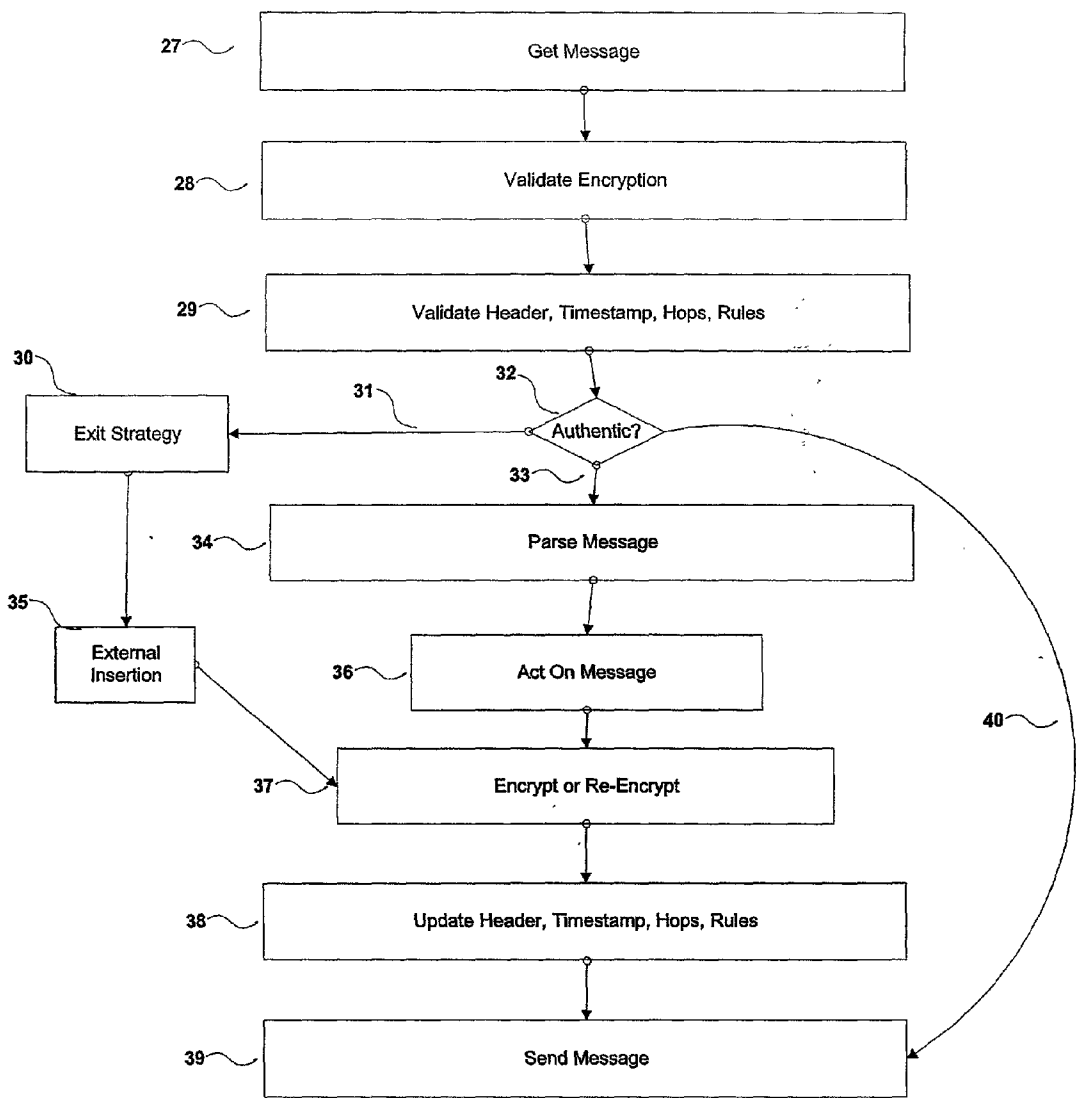 27
Get Message
28
Validate Encryption
29
Validate Header, Timestamp, Hops, Rules
30
31
32
Exit Strategy
Authentic?
33
34
Parse Message
35
External
Insertion
36
Act On Message
40
37
Encrypt or Re-Encrypt
38
Update Header, Timestamp, Hops, Rules
39
Send Message